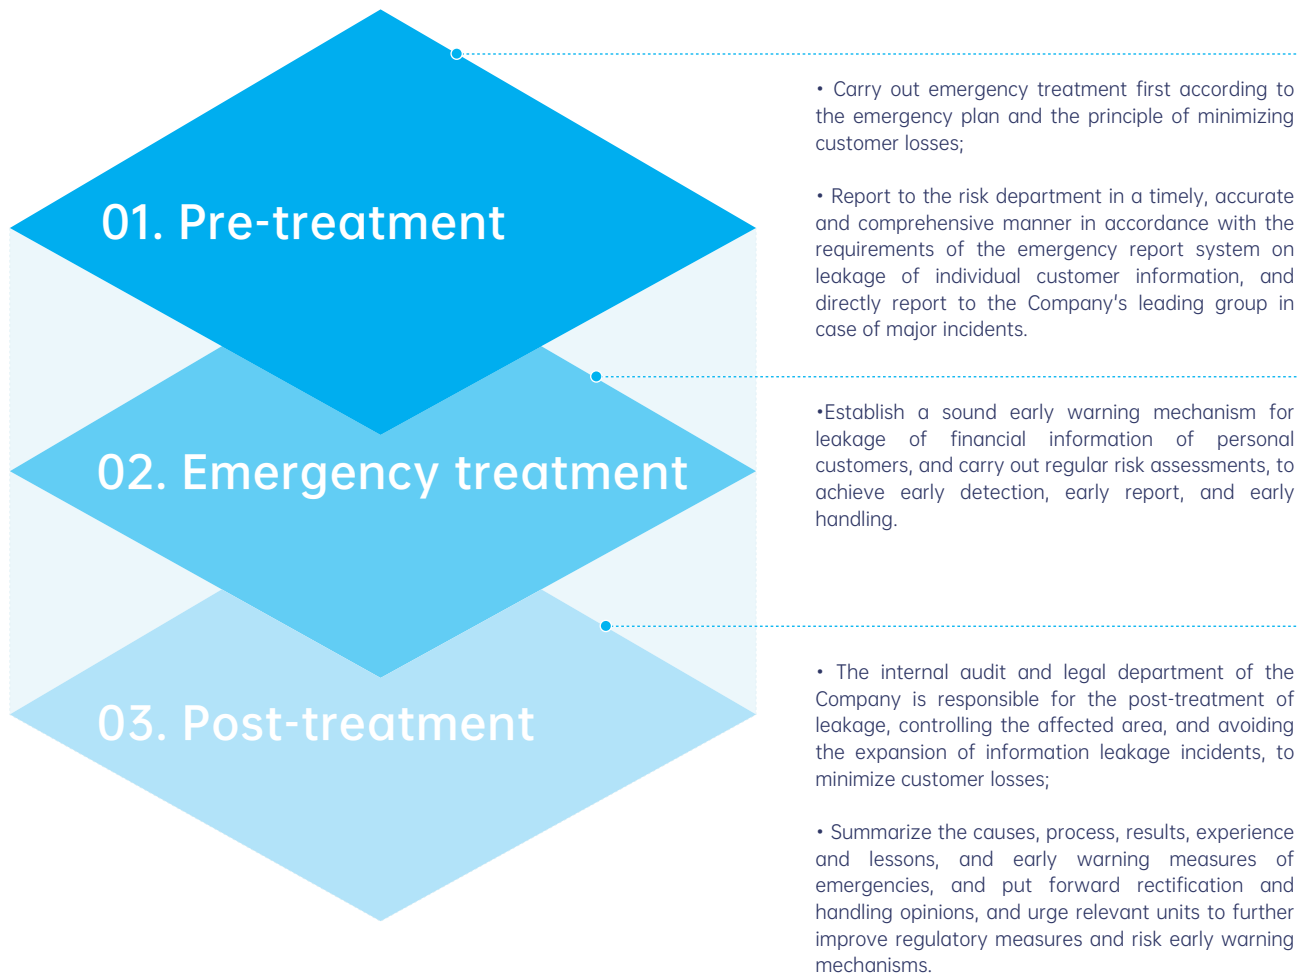 01. Pre-treatment
• Carry out emergency treatment first according to
the emergency plan and the principle of minimizing
customer losses;
• Report to the risk department in a timely, accurate
and comprehensive manner in accordance with the
requirements of the emergency report system on
leakage of individual customer information, and
directly report to the Company's leading group in
case of major incidents.
02. Emergency treatment
•Establish a sound early warning mechanism for
leakage of financial information of personal
customers, and carry out regular risk assessments, to
achieve early detection, early report, and early
handling.
03. Post-treatment
• The internal audit and legal department of the
Company is responsible for the post-treatment of
leakage, controlling the affected area, and avoiding
the expansion of information leakage incidents, to
minimize customer losses;
• Summarize the causes, process, results, experience
and lessons, and early warning measures of
emergencies, and put forward rectification and
handling opinions, and urge relevant units to further
improve regulatory measures and risk early warning
mechanisms.